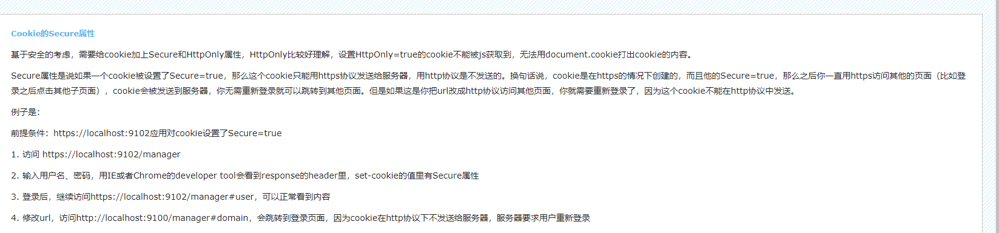 Cookie的Secure属性
基于安全的考虑，需要给cookie加上Secure和HttpOnly属性，HttpOnly比较好理解，设置HttpOnly=true的cookie不能被js获取到，无法用document.cookie打出cookie的内容。
Secure属性是说如果一个cookie被设置了Secure=true，那么这个cookie只能用https协议发送给服务器，用http协议是不发送的。换句话说，cookie是在https的情况下创建的，而且他的Secure=true，那么之后你一直用https访问其他的页面（比如登
录之后点击其他子页面），cookie会被发送到服务器，你无需重新登录就可以跳转到其他页面。但是如果这是你把url改成http协议访问其他页面，你就需要重新登录了，因为这个cookie不能在http协议中发送。
例子是：
前提条件：https://localhost:9102应用对cookie设置了Secure=true
1. 访问 https://localhost:9102/manager
2. 输入用户名、密码，用IE或者Chrome的developer tool会看到response的header里，set-cookie的值里有Secure属性
3. 登录后，继续访问https://localhost:9102/manager#user，可以正常看到内容
4. 修改url，访问http://localhost:9100/manager#domain，会跳转到登录页面，因为cookie在http协议下不发送给服务器，服务器要求用户重新登录